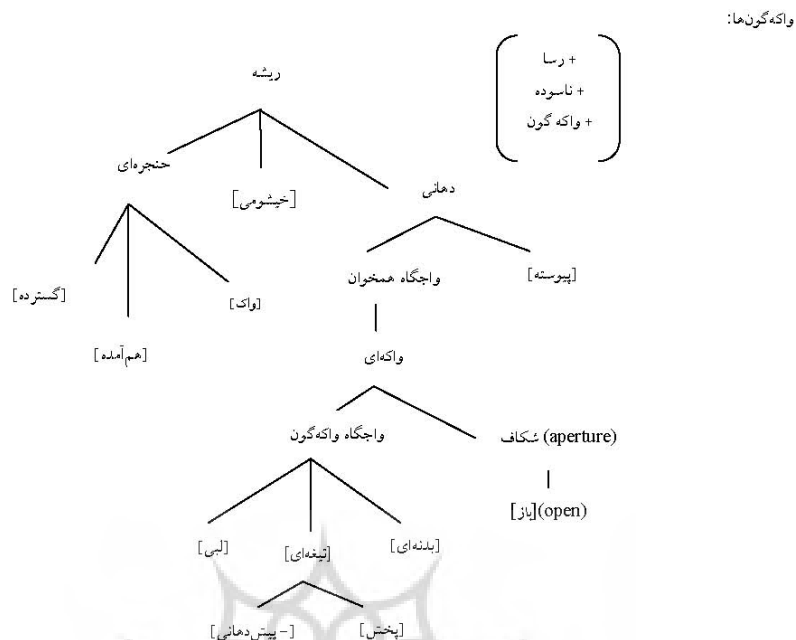 واکه‌گون‌ها:
+ رسا
+ ناسوده
+ واکه گون
ریشه
حنجره‌ای
[خیشومی]
دهانی
[گسترده]
[هم‌آمده]
[واک]
واجگاه همخوان
[پیوسته]
واکه‌ای
واجگاه واکه‌گون
شکاف (aperture)
[باز](open)
[لبی]
[تیغه‌ای]
[بدنه‌ای]
[- پیش‌دهانی]
[پخش]